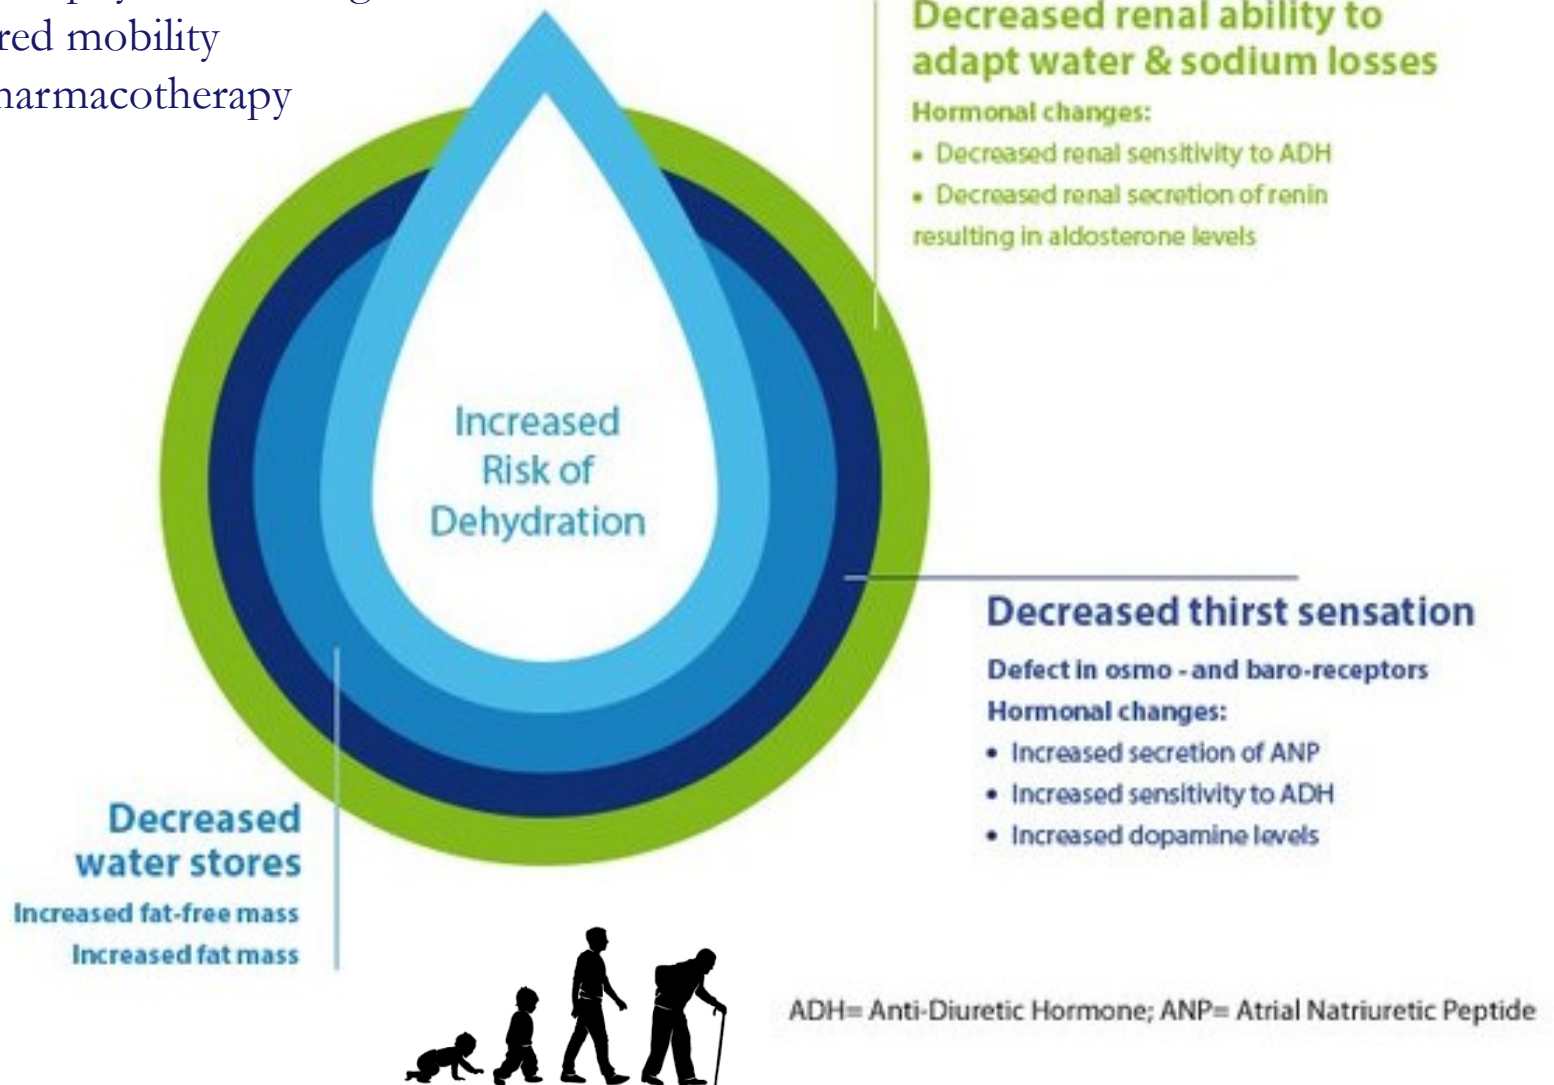 red mobility
harmacotherapy
Decreased renal ability to
adapt water & sodium losses
Hormonal changes:
• Decreased renal sensitivity to ADH
• Decreased renal secretion of renin
resulting in aldosterone levels
Increased
Risk of
Dehydration
Decreased thirst sensation
Defect in osmo - and baro-receptors
Hormonal changes:
• Increased secretion of ANP
• Increased sensitivity to ADH
• Increased dopamine levels
Decreased
water stores
Increased fat-free mass
Increased fat mass
ADH= Anti-Diuretic Hormone; ANP= Atrial Natriuretic Peptide